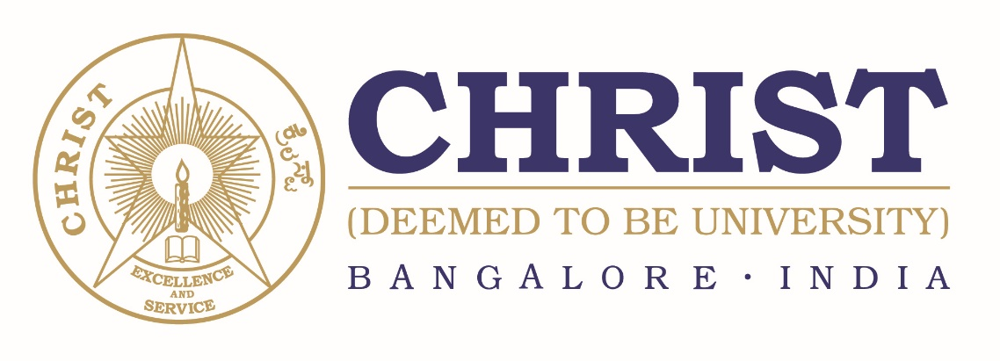 CHRIST
ಕ್ರೈಸ್ಟ್
EXCELLENCE
AND
SERVICE
CHRIST
(DEEMED TO BE UNIVERSITY)
BANGALORE · INDIA